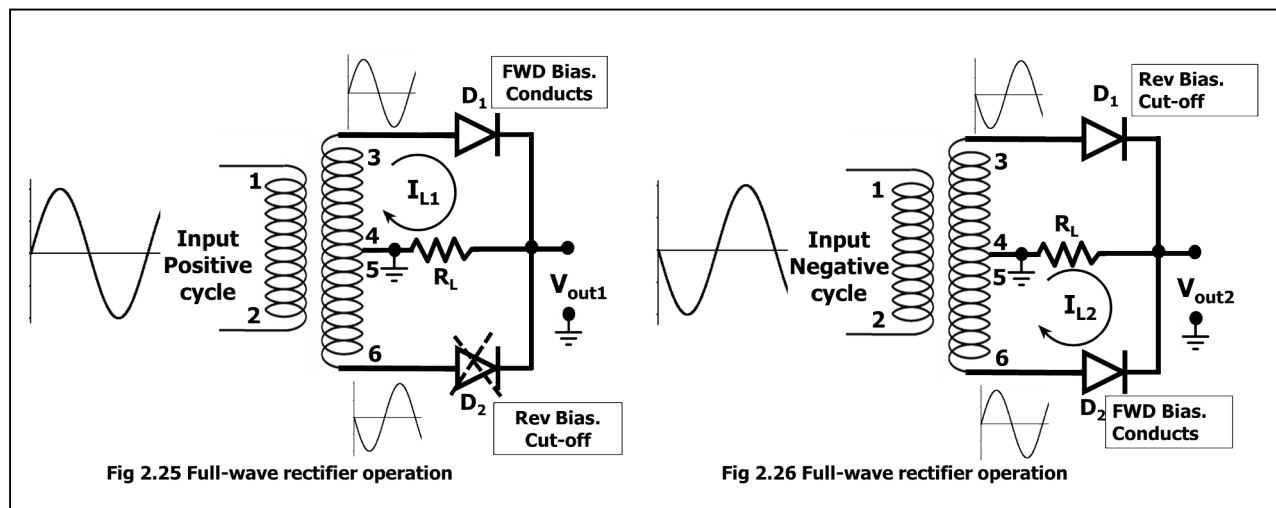 FWD Bias.
Conducts
D1
3
1
IL1
Input
Positive
cycle
4
5
RL
2
Vout1
6
D2
Rev Bias.
Cut-off
Fig 2.25 Full-wave rectifier operation
Rev Bias.
Cut-off
D1
3
1
RL
Input
Negative
cycle
4
5
2
Vout2
IL2
6
D2
FWD Bias.
Conducts
Fig 2.26 Full-wave rectifier operation